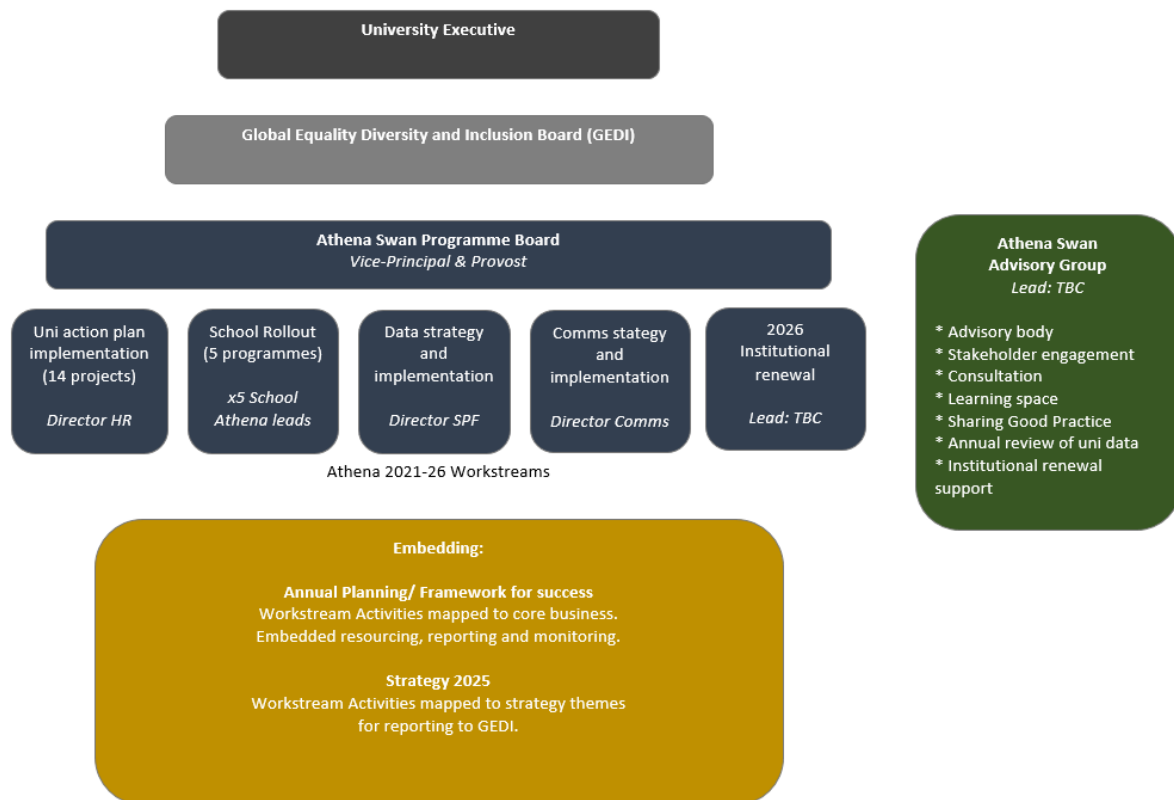 University Executive
Global Equality Diversity and Inclusion Board (GEDI)
Athena Swan Programme Board
Vice-Principal & Provost
Uni action plan
implementation
(14 projects)
Director HR
School Rollout
(5 programmes)
x5 School
Athena leads
Data strategy
and
implementation
Director SPF
Comms stategy
and
implementation
Director Comms
2026
Institutional
renewal
Lead: TBC
Athena 2021-26 Workstreams
Athena Swan
Advisory Group
Lead: TBC
* Advisory body
* Stakeholder engagement
* Consultation
* Learning space
* Sharing Good Practice
* Annual review of uni data
* Institutional renewal
support
Embedding:
Annual Planning/ Framework for success
Workstream Activities mapped to core business.
Embedded resourcing, reporting and monitoring.
Strategy 2025
Workstream Activities mapped to strategy themes
for reporting to GEDI.